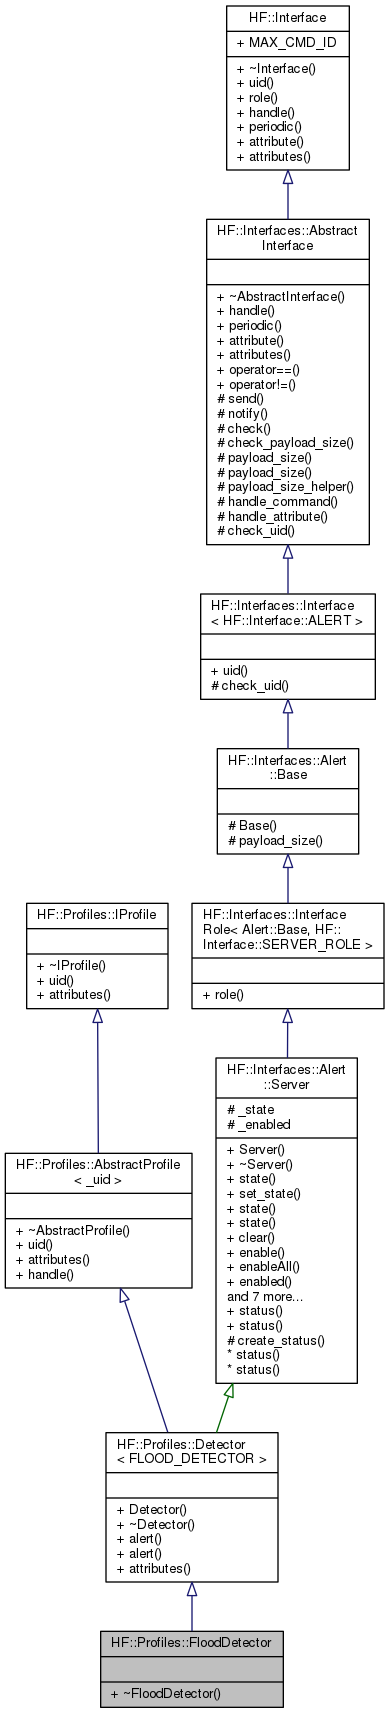 HF::Interface
+ MAX_CMD_ID
+ ~Interface()
+ uid()
+ role()
+ handle()
+ periodic()
+ attribute()
+ attributes()
HF::Interfaces::Abstract
Interface
+ ~AbstractInterface()
+ handle()
+ periodic()
+ attribute()
+ attributes()
+ operator==()
+ operator!=()
# send()
# notify()
# check()
# check_payload_size()
# payload_size()
# payload_size()
# payload_size_helper()
# handle_command()
# handle_attribute()
# check_uid()
HF::Interfaces::Interface
< HF::Interface::ALERT >
+ uid()
# check_uid()
HF::Interfaces::Alert
::Base
# Base()
# payload_size()
HF::Profiles::IProfile
+ ~IProfile()
+ uid()
+ attributes()
HF::Interfaces::Interface
Role< Alert::Base, HF::
Interface::SERVER_ROLE >
+ role()
HF::Interfaces::Alert
::Server
# _state
# _enabled
+ Server()
+ ~Server()
+ state()
+ set_state()
+ state()
+ state()
+ clear()
+ enable()
+ enableAll()
+ enabled()
and 7 more...
+ status()
+ status()
# create_status()
* status()
* status()
HF::Profiles::AbstractProfile
< _uid >
+ ~AbstractProfile()
+ uid()
+ attributes()
+ handle()
HF::Profiles::Detector
< FLOOD_DETECTOR >
+ Detector()
+ ~Detector()
+ alert()
+ alert()
+ attributes()
HF::Profiles::FloodDetector
+ ~FloodDetector()